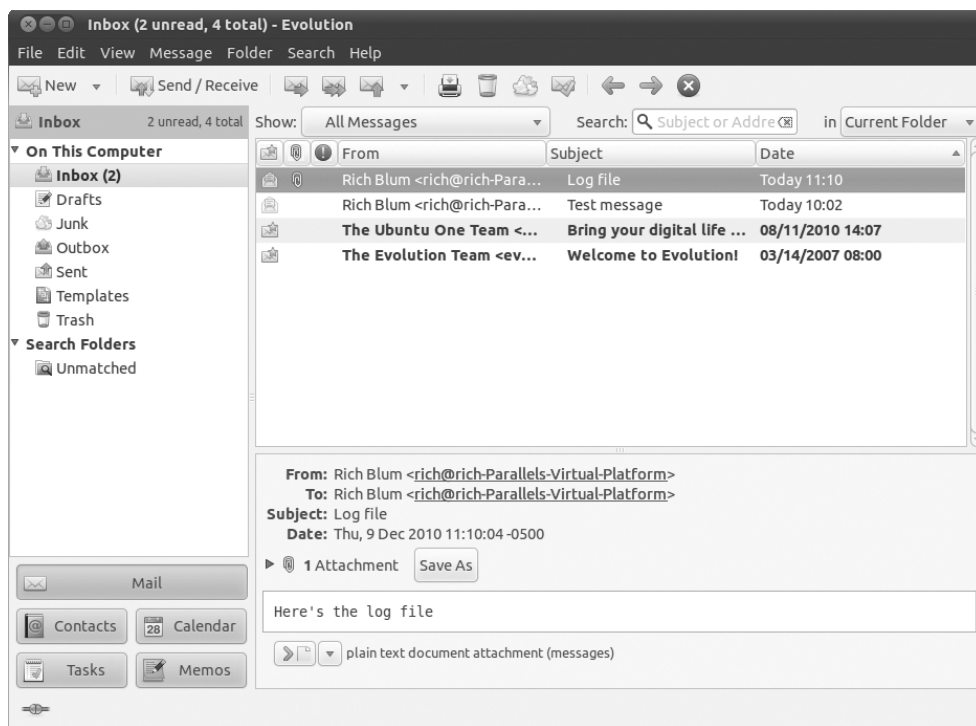 Inbox (2 unread, 4 total) - Evolution
File Edit View Message Folder Search Help
New Send / Receive
Inbox 2 unread, 4 total
Show: All Messages Search: Subject or Addre in Current Folder
On This Computer
Inbox (2)
Drafts
Junk
Outbox
Sent
Templates
Trash
Search Folders
Unmatched
From Subject Date
Rich Blum <rich@rich-Para... Log file Today 11:10
Rich Blum <rich@rich-Para... Test message Today 10:02
The Ubuntu One Team <... Bring your digital life ... 08/11/2010 14:07
The Evolution Team <ev... Welcome to Evolution! 03/14/2007 08:00
From: Rich Blum <rich@rich-Parallels-Virtual-Platform>
To: Rich Blum <rich@rich-Parallels-Virtual-Platform>
Subject: Log file
Date: Thu, 9 Dec 2010 11:10:04 -0500
1 Attachment Save As
Here's the log file
plain text document attachment (messages)
Mail
Contacts 28 Calendar
Tasks Memos